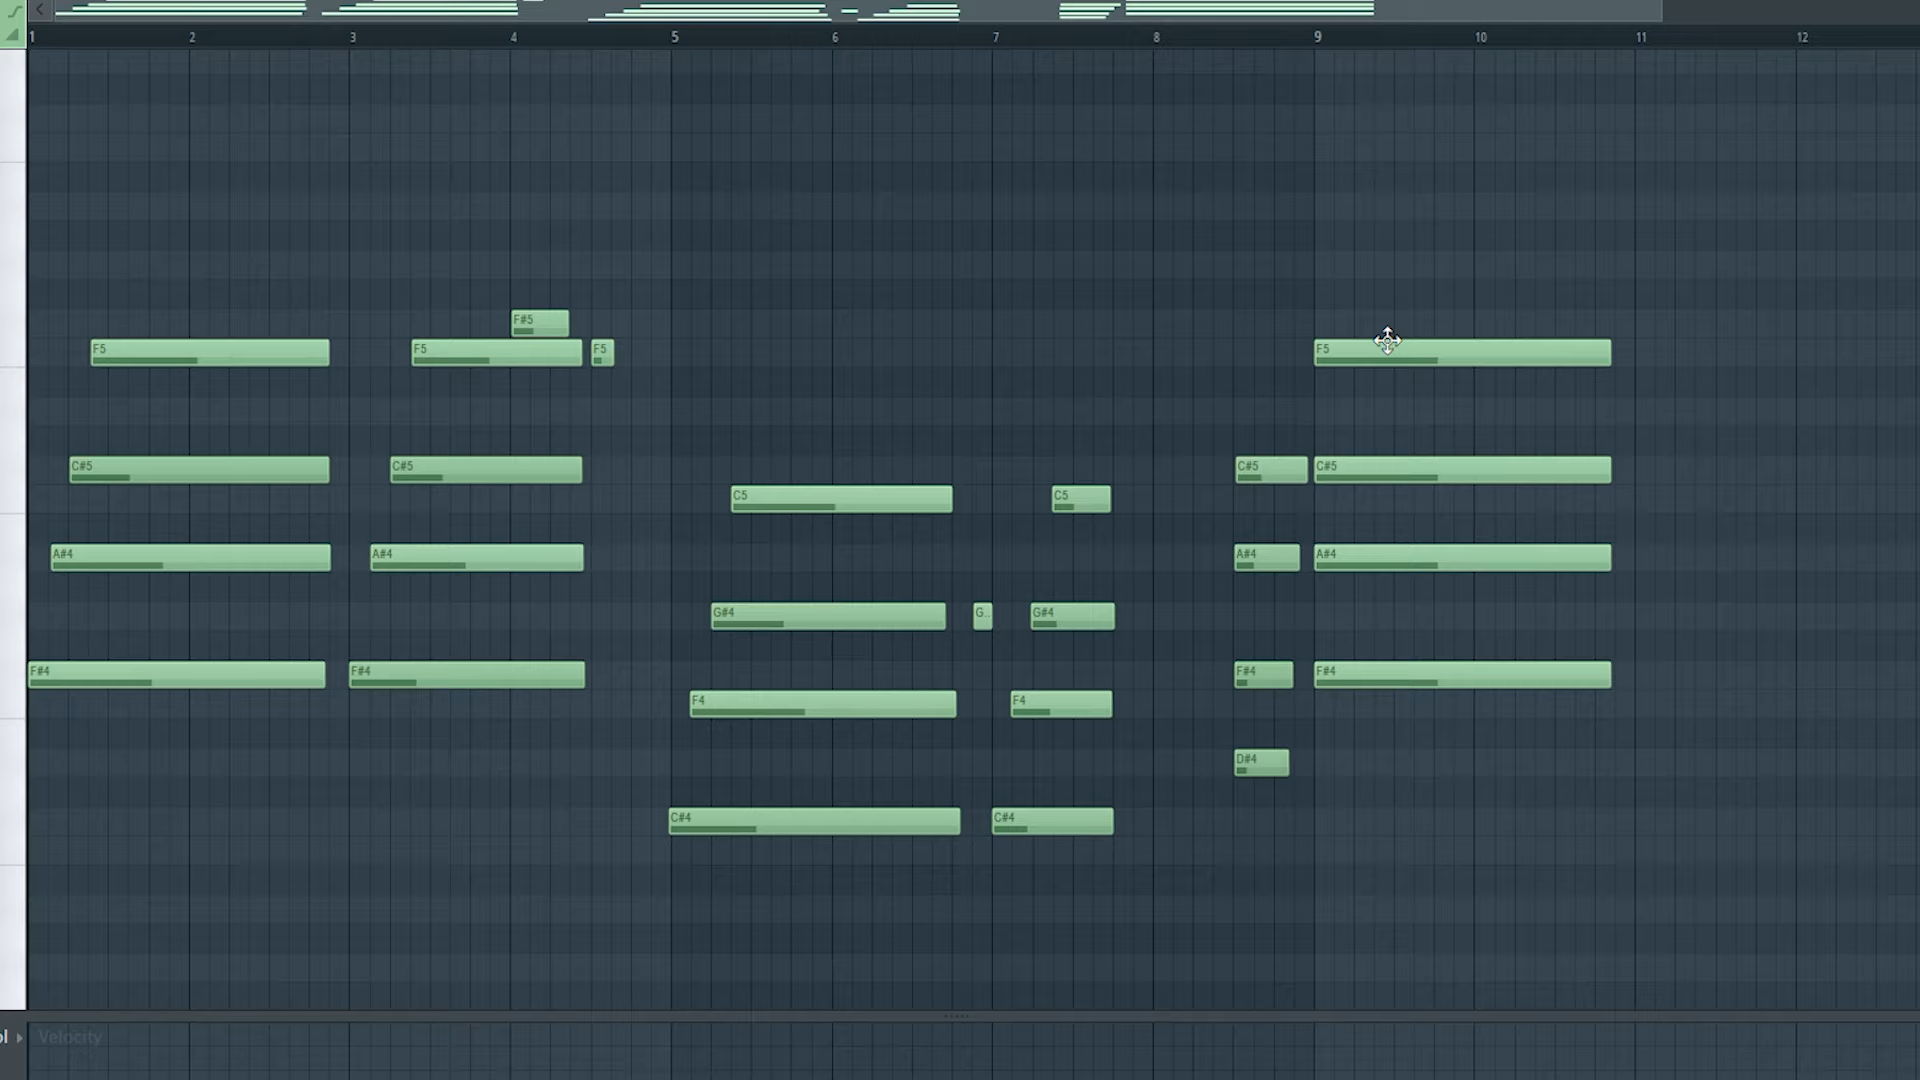 1 2 3 4 5 6 7 8 9 10 11 12
F#5
F5 F5 F5 F5
C#5 C#5 C#5 C#5
C5 C5
A#4 A#4 A#4 A#4
G#4 G.. G#4
F#4 F#4 F#4 F#4
F4 F4
D#4
C#4 C#4
ol Velocity